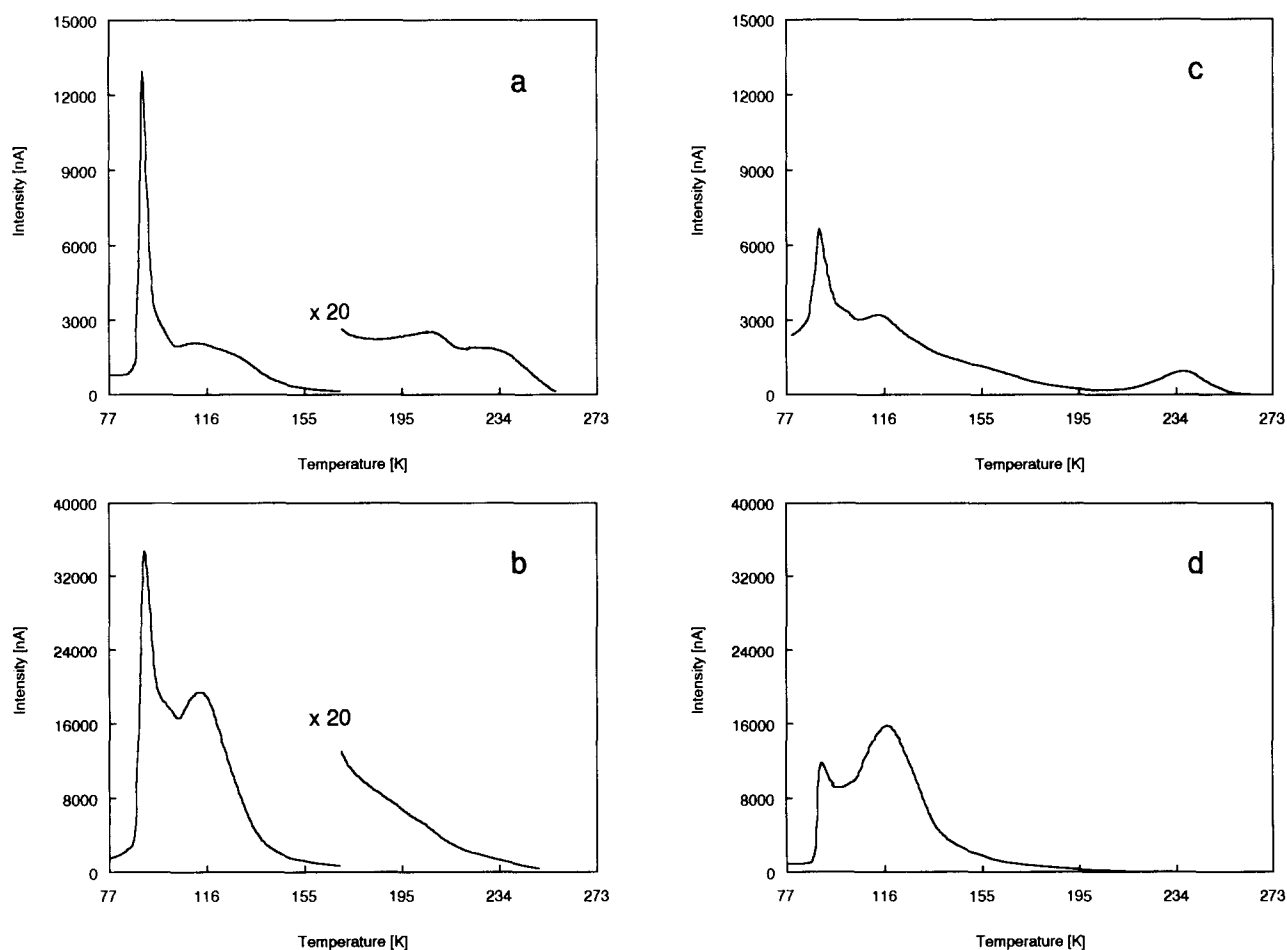 15000
12000
9000
6000
3000
0
Intensity [nA]
a
x 20
77 116 155 195 234 273
Temperature [K]
15000
12000
9000
6000
3000
0
Intensity [nA]
c
77 116 155 195 234 273
Temperature [K]
40000
32000
24000
16000
8000
0
Intensity [nA]
b
x 20
77 116 155 195 234 273
Temperature [K]
40000
32000
24000
16000
8000
0
Intensity [nA]
d
77 116 155 195 234 273
Temperature [K]